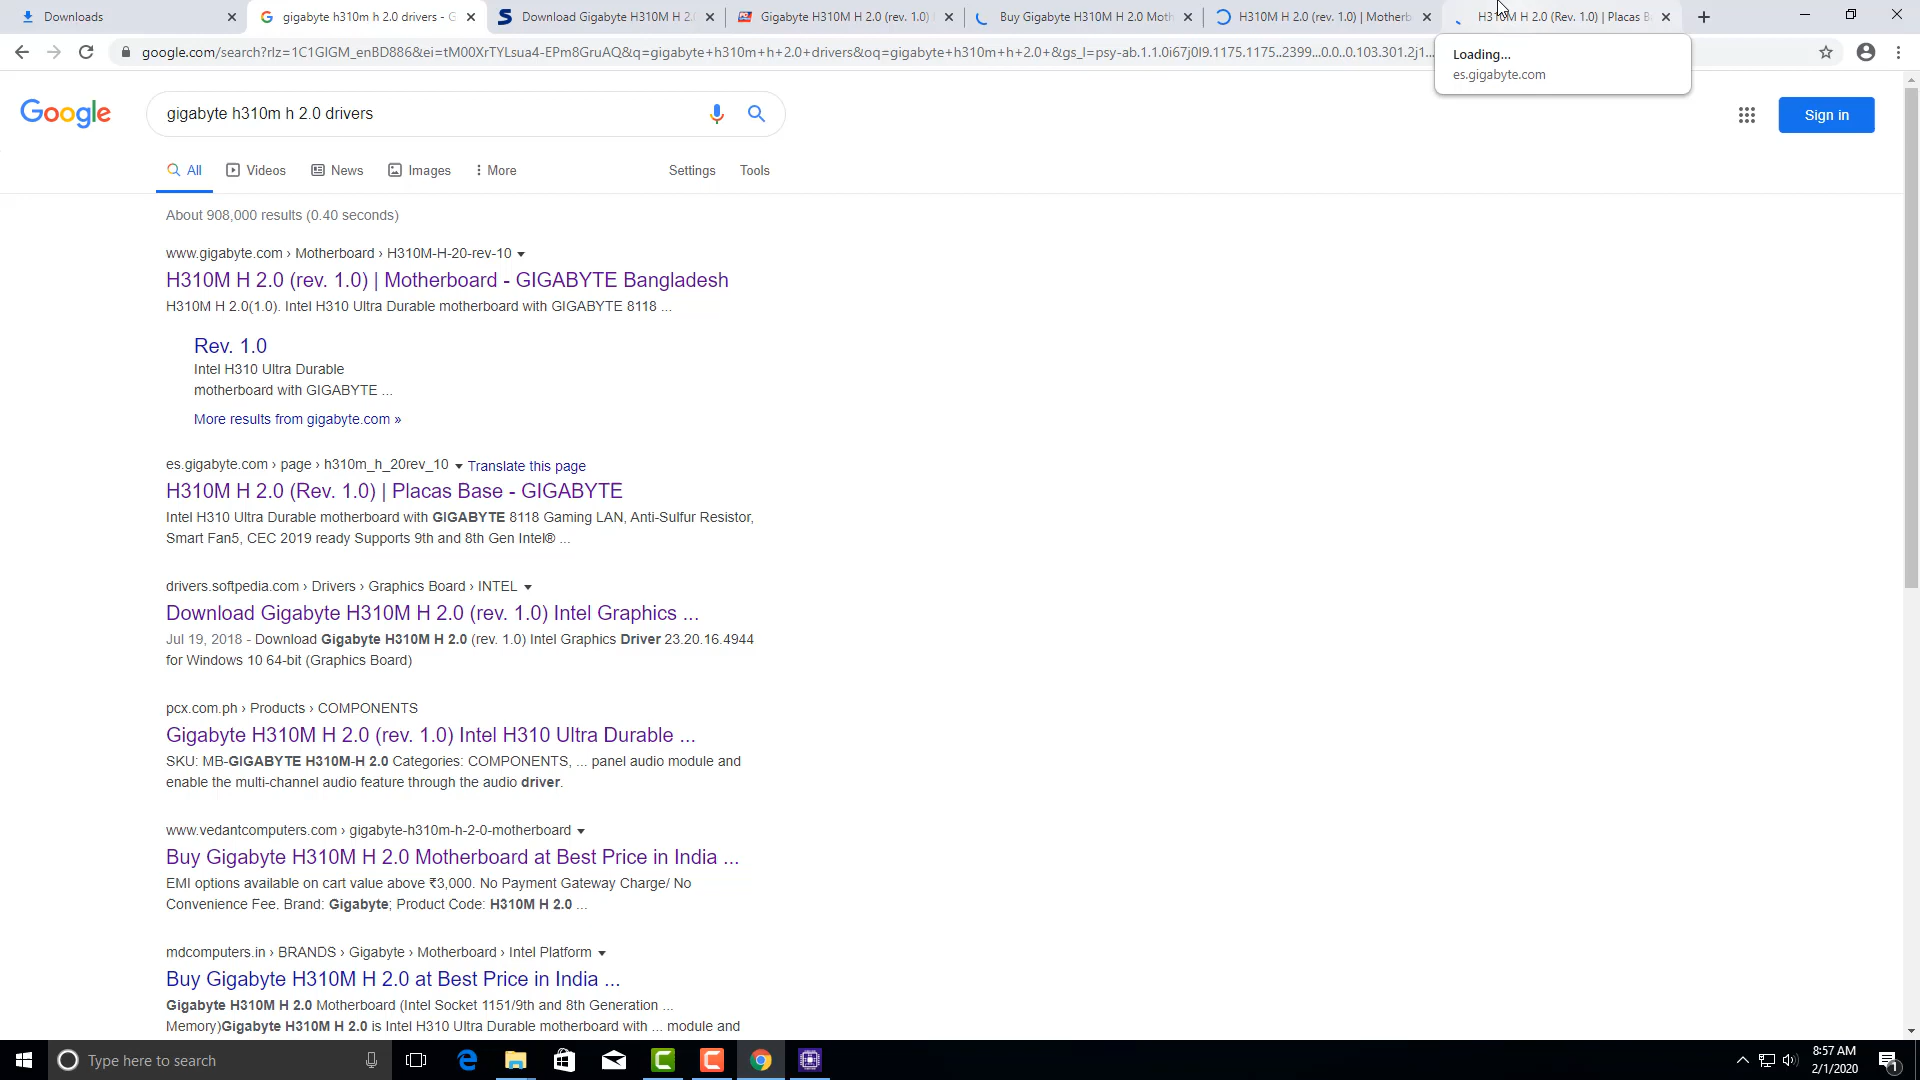 Downloads
gigabyte h310m h 2.0 drivers - G
Download Gigabyte H310M H 2.0
Gigabyte H310M H 2.0 (rev. 1.0)
Buy Gigabyte H310M H 2.0 Moth
H310M H 2.0 (rev. 1.0) | Motherb
H310M H 2.0 (Rev. 1.0) | Placas B
google.com/search?rlz=1C1GIGM_enBD886&ei=tM00XrTYLsua4-EPm8GruAQ&q=gigabyte+h310m+h+2.0+drivers&oq=gigabyte+h310m+h+2.0+&gs_l=psy-ab.1.1.0i67j0l9.1175.1175..2399...0.0..0.103.301.2j1...
Loading...
es.gigabyte.com
Google
gigabyte h310m h 2.0 drivers
Sign in
All
Videos
News
Images
More
Settings
Tools
About 908,000 results (0.40 seconds)
www.gigabyte.com › Motherboard › H310M-H-20-rev-10
H310M H 2.0 (rev. 1.0) | Motherboard - GIGABYTE Bangladesh
H310M H 2.0(1.0). Intel H310 Ultra Durable motherboard with GIGABYTE 8118 ...
Rev. 1.0
Intel H310 Ultra Durable
motherboard with GIGABYTE ...
More results from gigabyte.com »
es.gigabyte.com › page › h310m_h_20rev_10 Translate this page
H310M H 2.0 (Rev. 1.0) | Placas Base - GIGABYTE
Intel H310 Ultra Durable motherboard with GIGABYTE 8118 Gaming LAN, Anti-Sulfur Resistor,
Smart Fan5, CEC 2019 ready Supports 9th and 8th Gen Intel® ...
drivers.softpedia.com › Drivers › Graphics Board › INTEL
Download Gigabyte H310M H 2.0 (rev. 1.0) Intel Graphics ...
Jul 19, 2018 - Download Gigabyte H310M H 2.0 (rev. 1.0) Intel Graphics Driver 23.20.16.4944
for Windows 10 64-bit (Graphics Board)
pcx.com.ph › Products › COMPONENTS
Gigabyte H310M H 2.0 (rev. 1.0) Intel H310 Ultra Durable ...
SKU: MB-GIGABYTE H310M-H 2.0 Categories: COMPONENTS, ... panel audio module and
enable the multi-channel audio feature through the audio driver.
www.vedantcomputers.com › gigabyte-h310m-h-2-0-motherboard
Buy Gigabyte H310M H 2.0 Motherboard at Best Price in India ...
EMI options available on cart value above ₹3,000. No Payment Gateway Charge/ No
Convenience Fee. Brand: Gigabyte; Product Code: H310M H 2.0 ...
mdcomputers.in › BRANDS › Gigabyte › Motherboard › Intel Platform
Buy Gigabyte H310M H 2.0 at Best Price in India ...
Gigabyte H310M H 2.0 Motherboard (Intel Socket 1151/9th and 8th Generation ...
Memory)Gigabyte H310M H 2.0 is Intel H310 Ultra Durable motherboard with ... module and
Type here to search
8:57 AM
2/1/2020
1